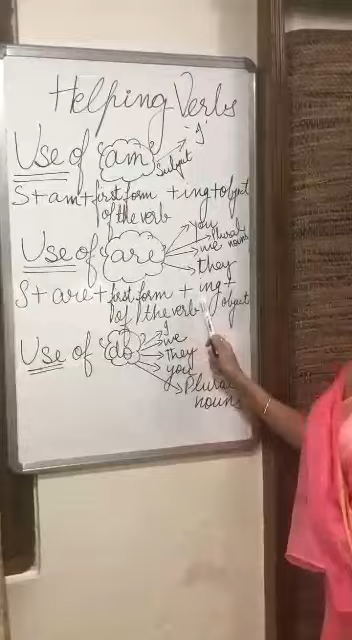 Helping Verbs
Use of "am" → "I"
Subject
S + am + first form + ing + object
of the verb
Use of "are" → you
→ Plural nouns
→ we
→ they
S + are + first form + ing +
of the verb object
Use of "do" → I
→ we
→ They
→ you
→ Plural
nouns